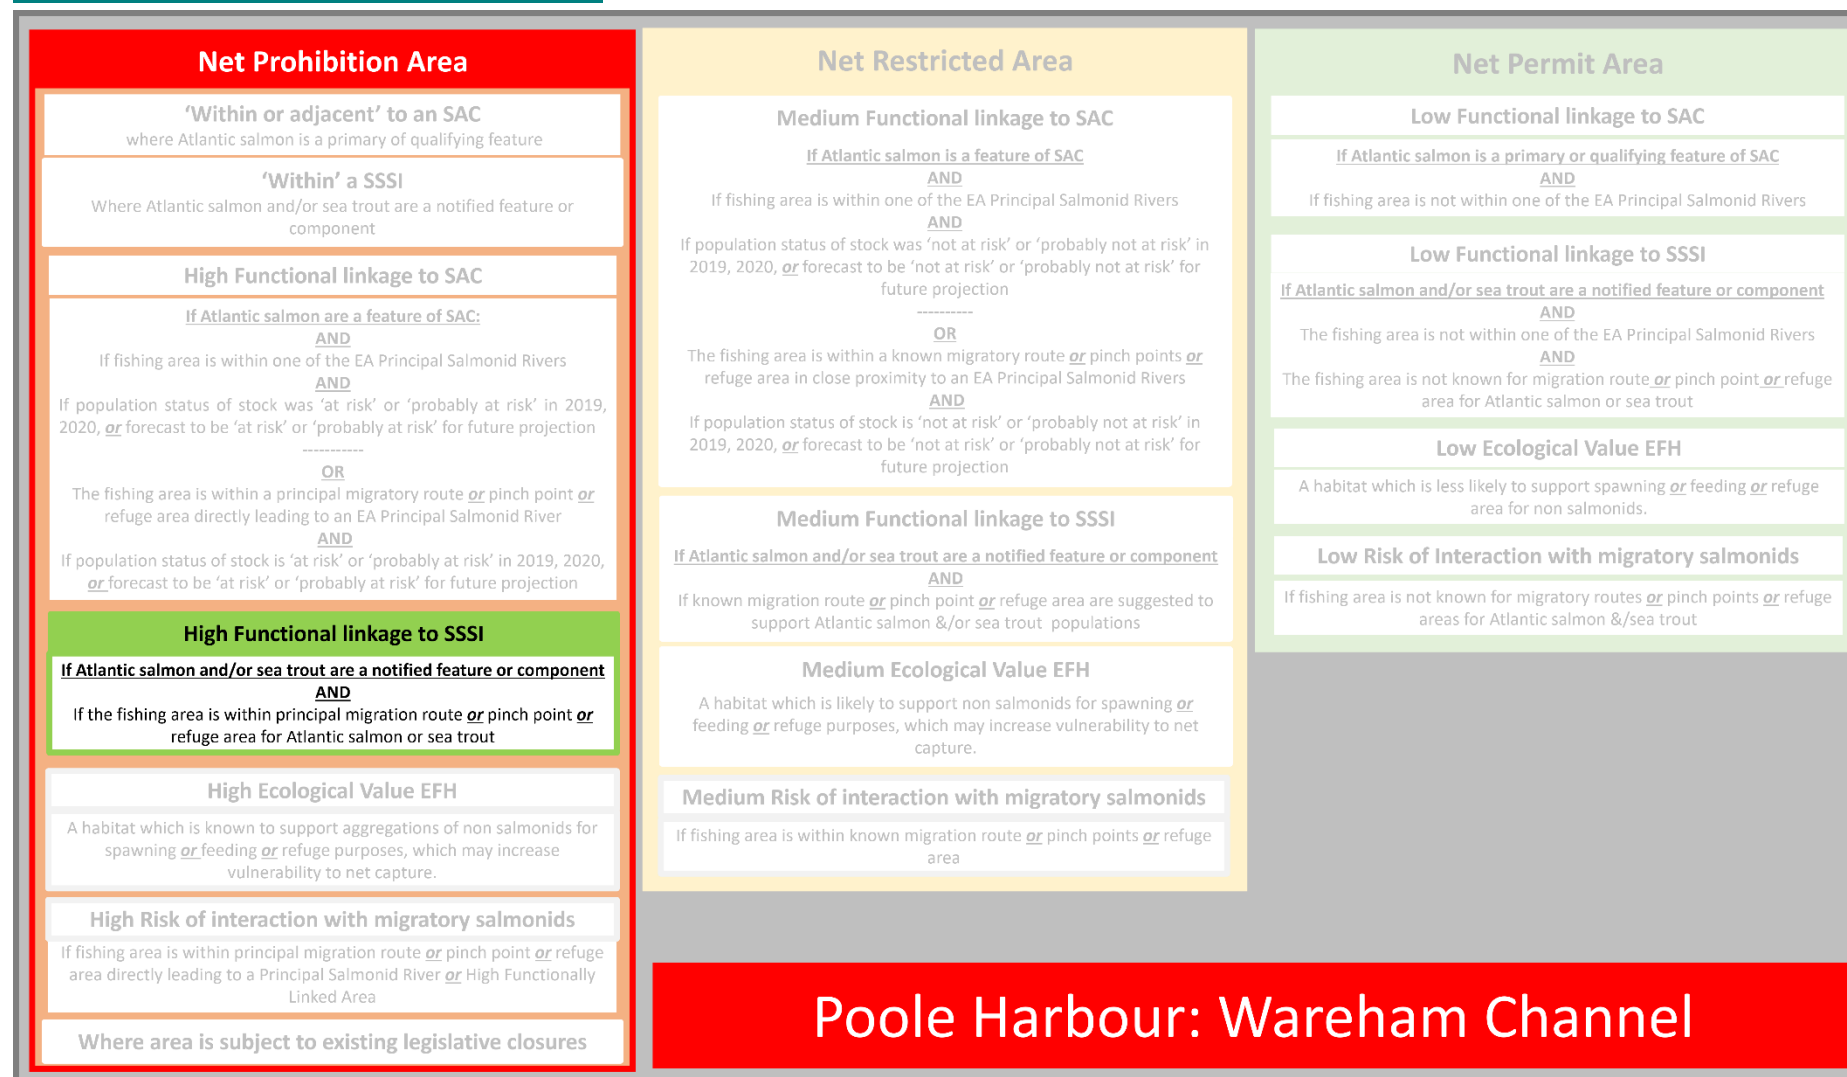 Net Prohibition Area
‘Within or adjacent’ to an SAC
where Atlantic salmon is a primary of qualifying feature
‘Within’ a SSSI
Where Atlantic salmon and/or sea trout are a notified feature or
component
High Functional linkage to SAC
If Atlantic salmon are a feature of SAC:
AND
If fishing area is within one of the EA Principal Salmonid Rivers
AND
If population status of stock was ‘at risk’ or ‘probably at risk’ in 2019,
2020, or forecast to be ‘at risk’ or ‘probably at risk’ for future projection
-----------
OR
The fishing area is within a principal migratory route or pinch point or
refuge area directly leading to an EA Principal Salmonid River
AND
If population status of stock is ‘at risk’ or ‘probably at risk’ in 2019, 2020,
or forecast to be ‘at risk’ or ‘probably at risk’ for future projection
High Functional linkage to SSSI
If Atlantic salmon and/or sea trout are a notified feature or component
AND
If the fishing area is within principal migration route or pinch point or
refuge area for Atlantic salmon or sea trout
High Ecological Value EFH
A habitat which is known to support aggregations of non salmonids for
spawning or feeding or refuge purposes, which may increase
vulnerability to net capture.
High Risk of interaction with migratory salmonids
If fishing area is within principal migration route or pinch point or refuge
area directly leading to a Principal Salmonid River or High Functionally
Linked Area
Where area is subject to existing legislative closures
Net Restricted Area
Medium Functional linkage to SAC
If Atlantic salmon is a feature of SAC
AND
If fishing area is within one of the EA Principal Salmonid Rivers
AND
If population status of stock was ‘not at risk’ or ‘probably not at risk’ in
2019, 2020, or forecast to be ‘not at risk’ or ‘probably not at risk’ for
future projection
----------
OR
The fishing area is within a known migratory route or pinch points or
refuge area in close proximity to an EA Principal Salmonid Rivers
AND
If population status of stock is ‘not at risk’ or ‘probably not at risk’ in
2019, 2020, or forecast to be ‘not at risk’ or ‘probably not at risk’ for
future projection
Medium Functional linkage to SSSI
If Atlantic salmon and/or sea trout are a notified feature or component
AND
If known migration route or pinch point or refuge area are suggested to
support Atlantic salmon &/or sea trout populations
Medium Ecological Value EFH
A habitat which is likely to support non salmonids for spawning or
feeding or refuge purposes, which may increase vulnerability to net
capture.
Medium Risk of interaction with migratory salmonids
If fishing area is within known migration route or pinch points or refuge
area
Net Permit Area
Low Functional linkage to SAC
If Atlantic salmon is a primary or qualifying feature of SAC
AND
If fishing area is not within one of the EA Principal Salmonid Rivers
Low Functional linkage to SSSI
If Atlantic salmon and/or sea trout are a notified feature or component
AND
The fishing area is not within one of the EA Principal Salmonid Rivers
AND
The fishing area is not known for migration route or pinch point or refuge
area for Atlantic salmon or sea trout
Low Ecological Value EFH
A habitat which is less likely to support spawning or feeding or refuge
area for non salmonids.
Low Risk of Interaction with migratory salmonids
If fishing area is not known for migratory routes or pinch points or refuge
areas for Atlantic salmon &/sea trout
Poole Harbour: Wareham Channel